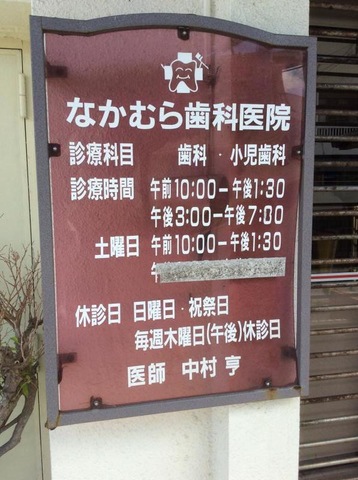 なかむら歯科医院
診療科目 歯科・小児歯科
診療時間 午前10:00－午後1:30
午後3:00－午後7:00
土曜日 午前10:00－午後1:30
休診日 日曜日・祝祭日
毎週木曜日(午後)休診日
医師 中村 亨